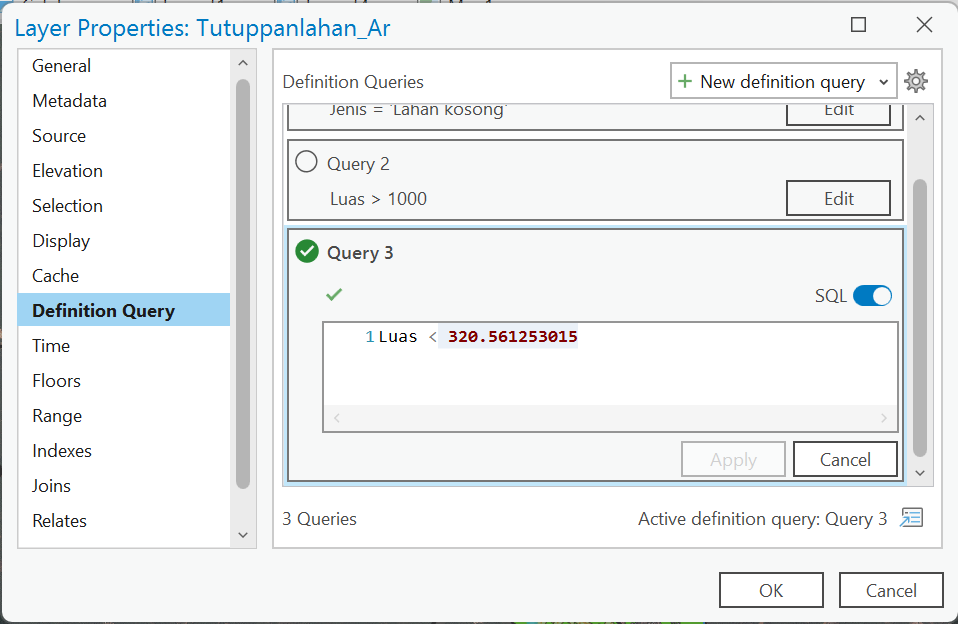 Layer Properties: Tutuppanlahan_Ar
General
Metadata
Source
Elevation
Selection
Display
Cache
Definition Query
Time
Floors
Range
Indexes
Joins
Relates
Definition Queries
New definition query
Jenis = 'Lahan kosong'
Edit
Query 2
Luas > 1000
Edit
Query 3
SQL
1 Luas < 320.561253015
Apply
Cancel
3 Queries
Active definition query: Query 3
OK
Cancel